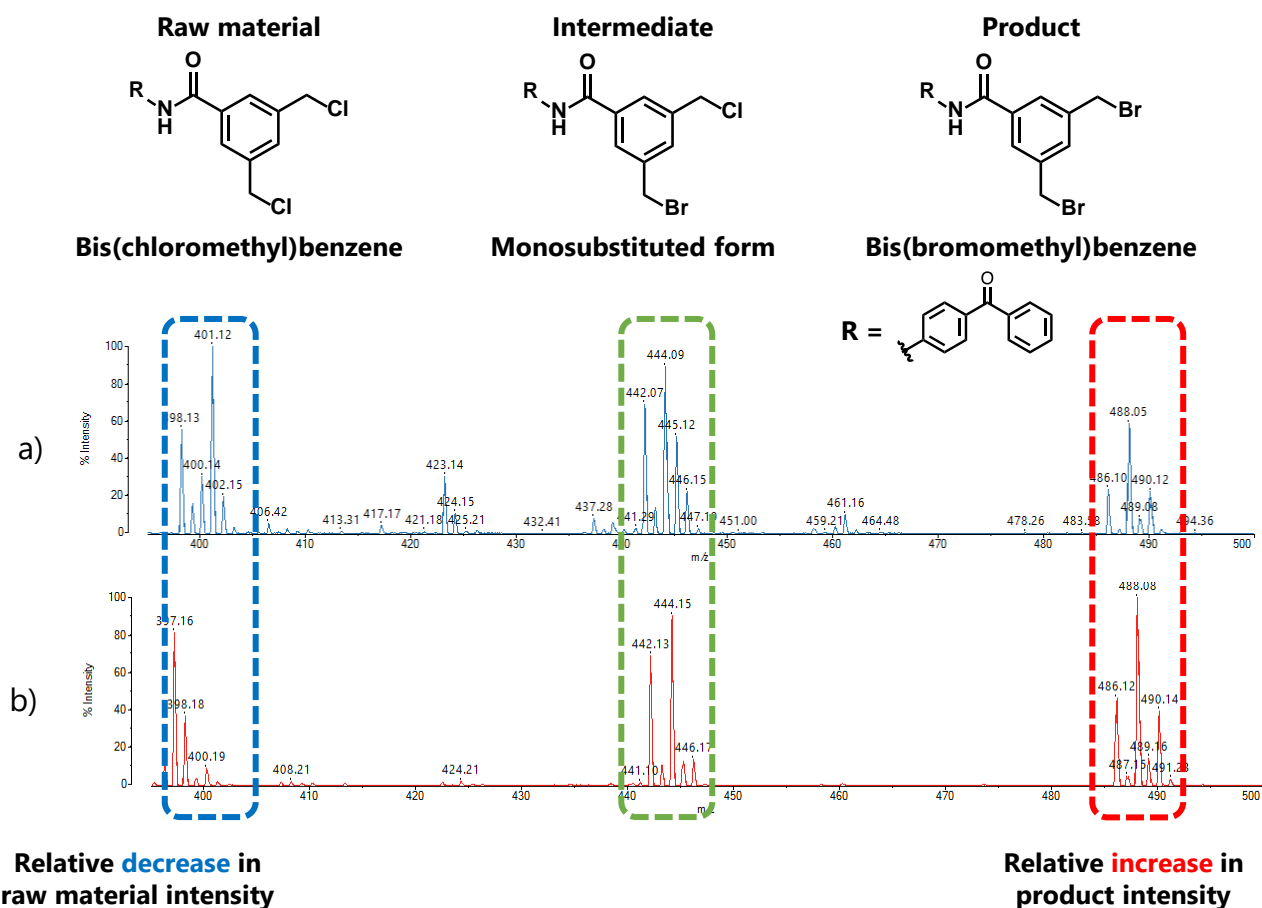 Raw material
Intermediate
Product
O
R
N
H
Cl
Cl
O
R
N
H
Cl
Br
O
R
N
H
Br
Br
Bis(chloromethyl)benzene
Monosubstituted form
Bis(bromomethyl)benzene
R =
O
a)
% Intensity
100
80
60
40
20
0
401.12
98.13
400.14
402.15
406.42
413.31
417.17
421.18
423.14
424.15
425.21
432.41
437.28
41.29
442.07
444.09
445.12
446.15
447.19
451.00
459.21
461.16
464.48
478.26
486.10
488.05
489.08
490.12
494.36
400
410
420
430
440
450
460
470
480
490
500
m/z
b)
% Intensity
100
80
60
40
20
0
397.16
398.18
400.19
408.21
424.21
441.10
442.13
444.15
446.17
486.12
487.15
488.08
489.16
490.14
400
410
420
430
440
450
460
470
480
490
500
Relative decrease in
raw material intensity
Relative increase in
product intensity